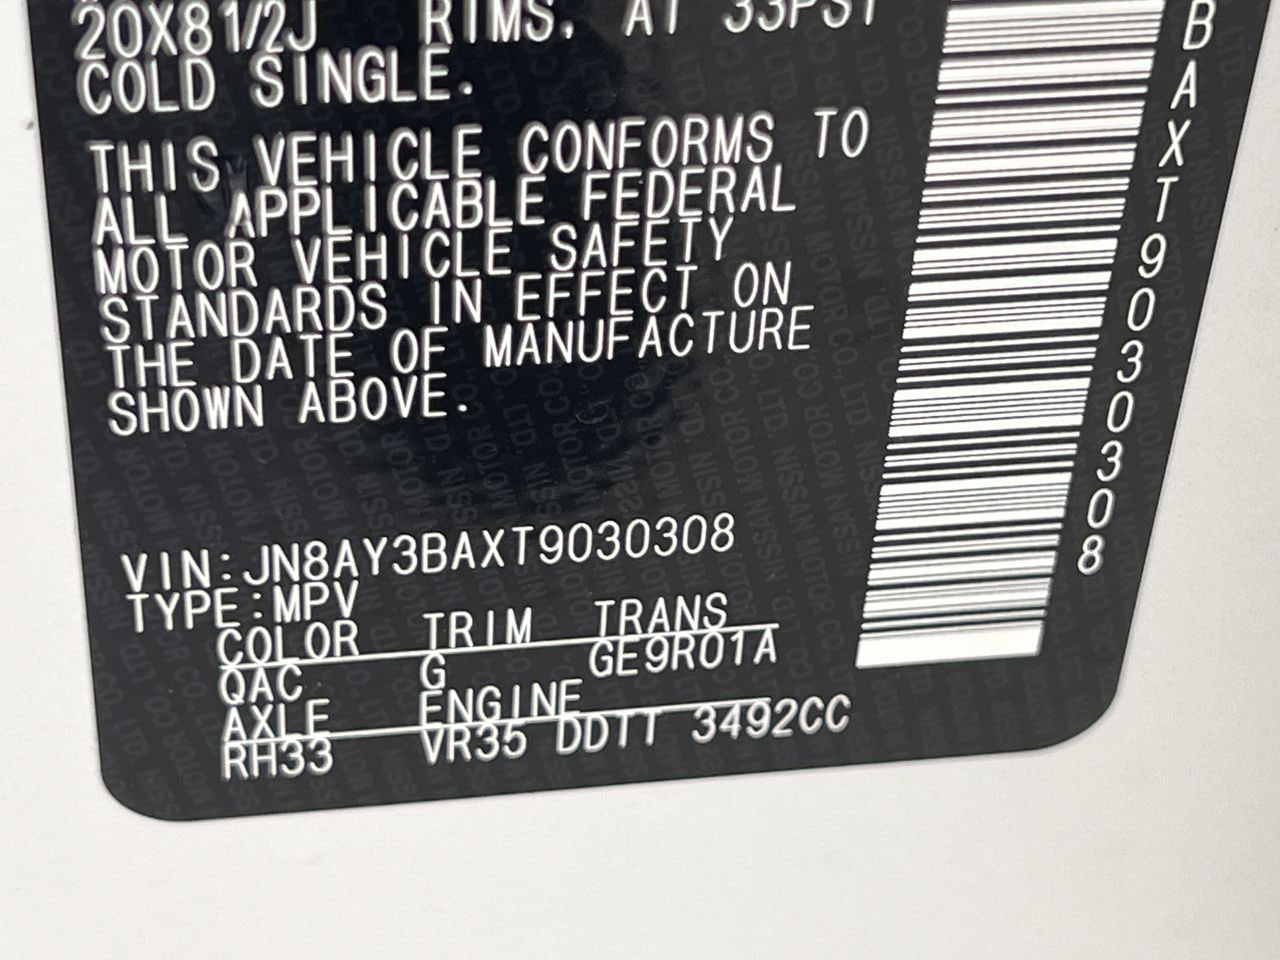 20X8 1/2J RIMS. AT 33PSI
COLD SINGLE.
THIS VEHICLE CONFORMS TO
ALL APPLICABLE FEDERAL
MOTOR VEHICLE SAFETY
STANDARDS IN EFFECT ON
THE DATE OF MANUFACTURE
SHOWN ABOVE.
VIN:JN8AY3BAXT9030308
TYPE:MPV
COLOR TRIM TRANS
QAC G GE9R01A
AXLE ENGINE
RH33 VR35 DDTT 3492CC
BAXT9030308